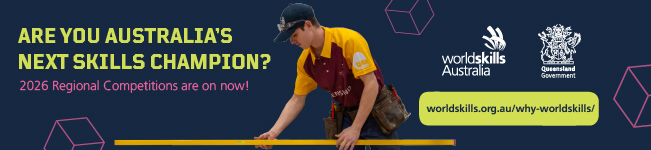 ARE YOU AUSTRALIA'S
NEXT SKILLS CHAMPION?
2026 Regional Competitions are on now!
worldskills
Australia
Queensland
Government
worldskills.org.au/why-worldskills/